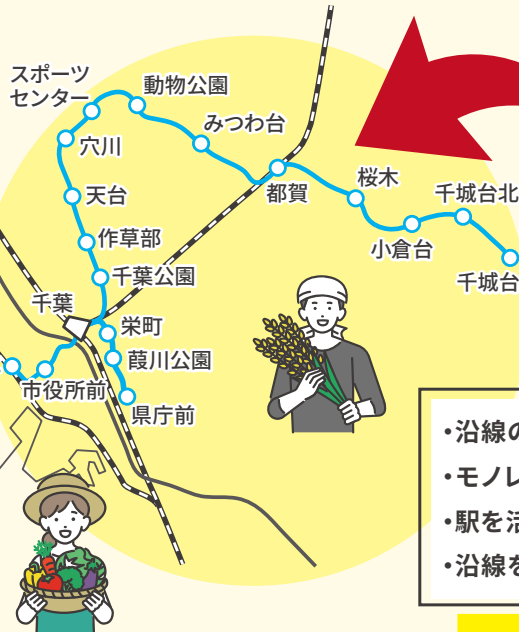 スポーツ
センター
動物公園
みつわ台
穴川
都賀
桜木
千城台北
天台
小倉台
千城台
作草部
千葉公園
千葉
栄町
葭川公園
市役所前
県庁前
・沿線の
・モノレ
・駅を活
・沿線を